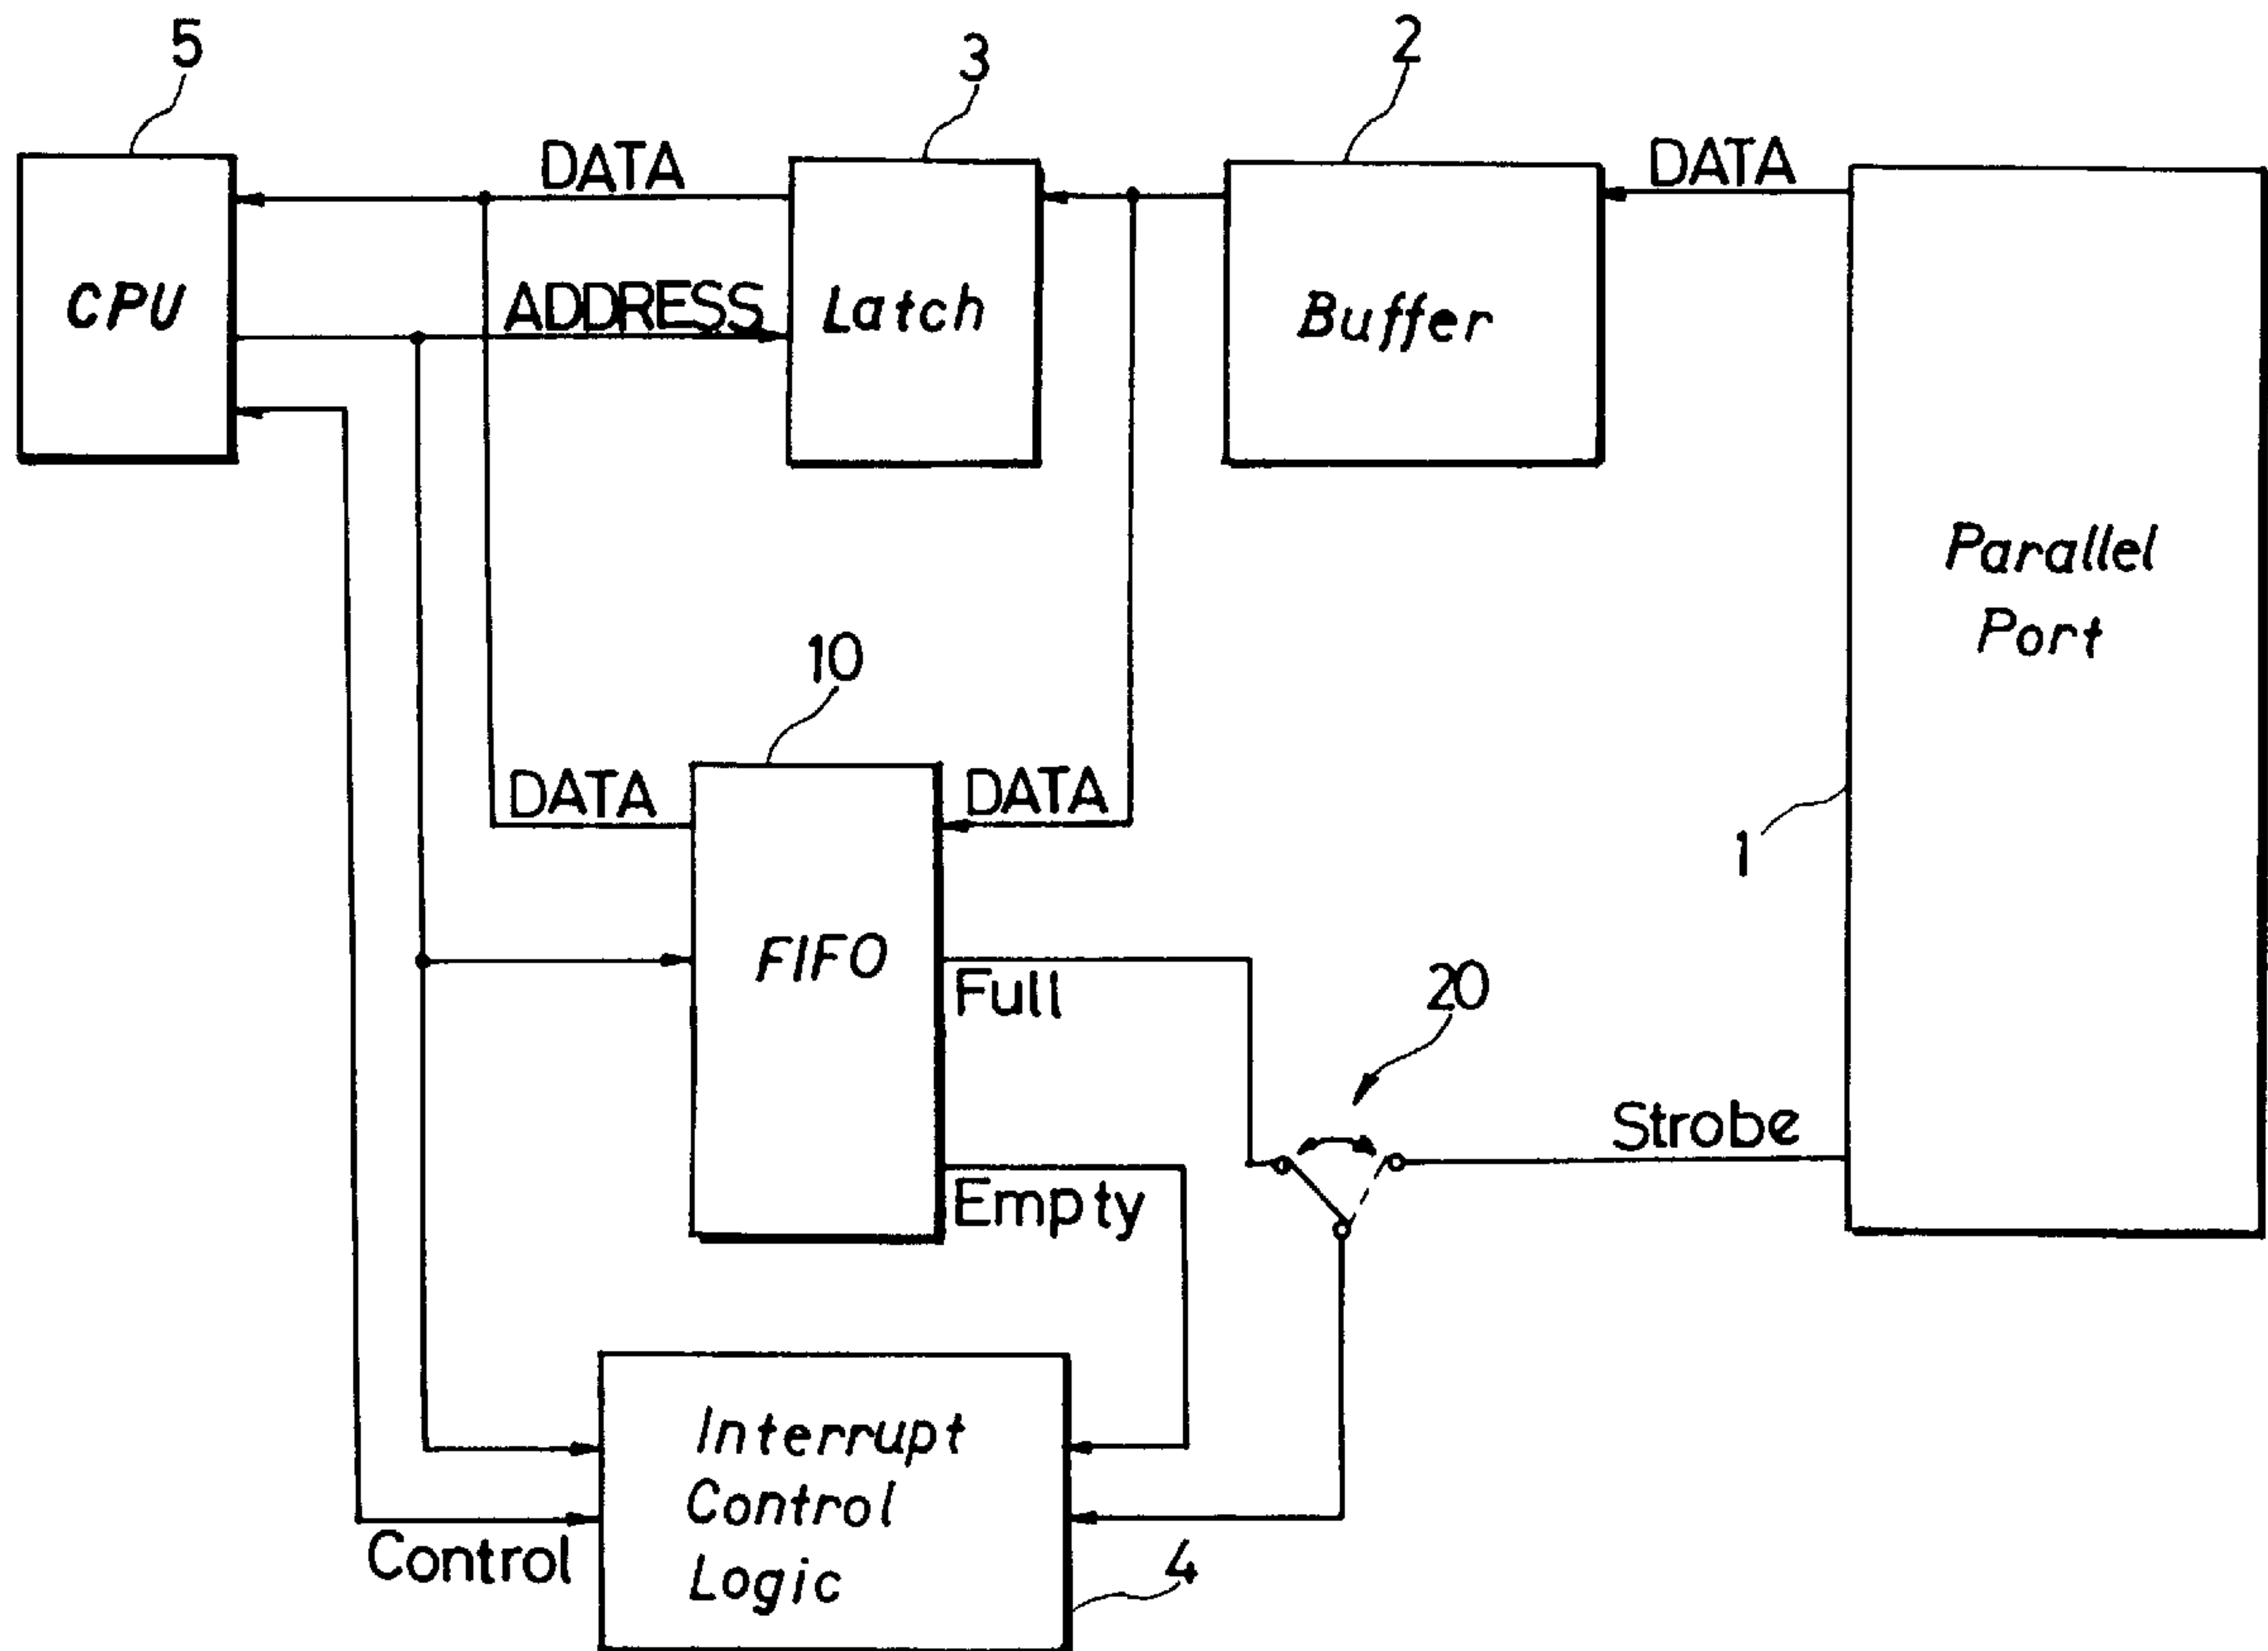 5
3
2
DATA
DATA
CPU
ADDRESS
Latch
Buffer
Parallel
Port
10
DATA
DATA
1
FIFO
Full
20
Strobe
Empty
Interrupt
Control
Logic
Control
4